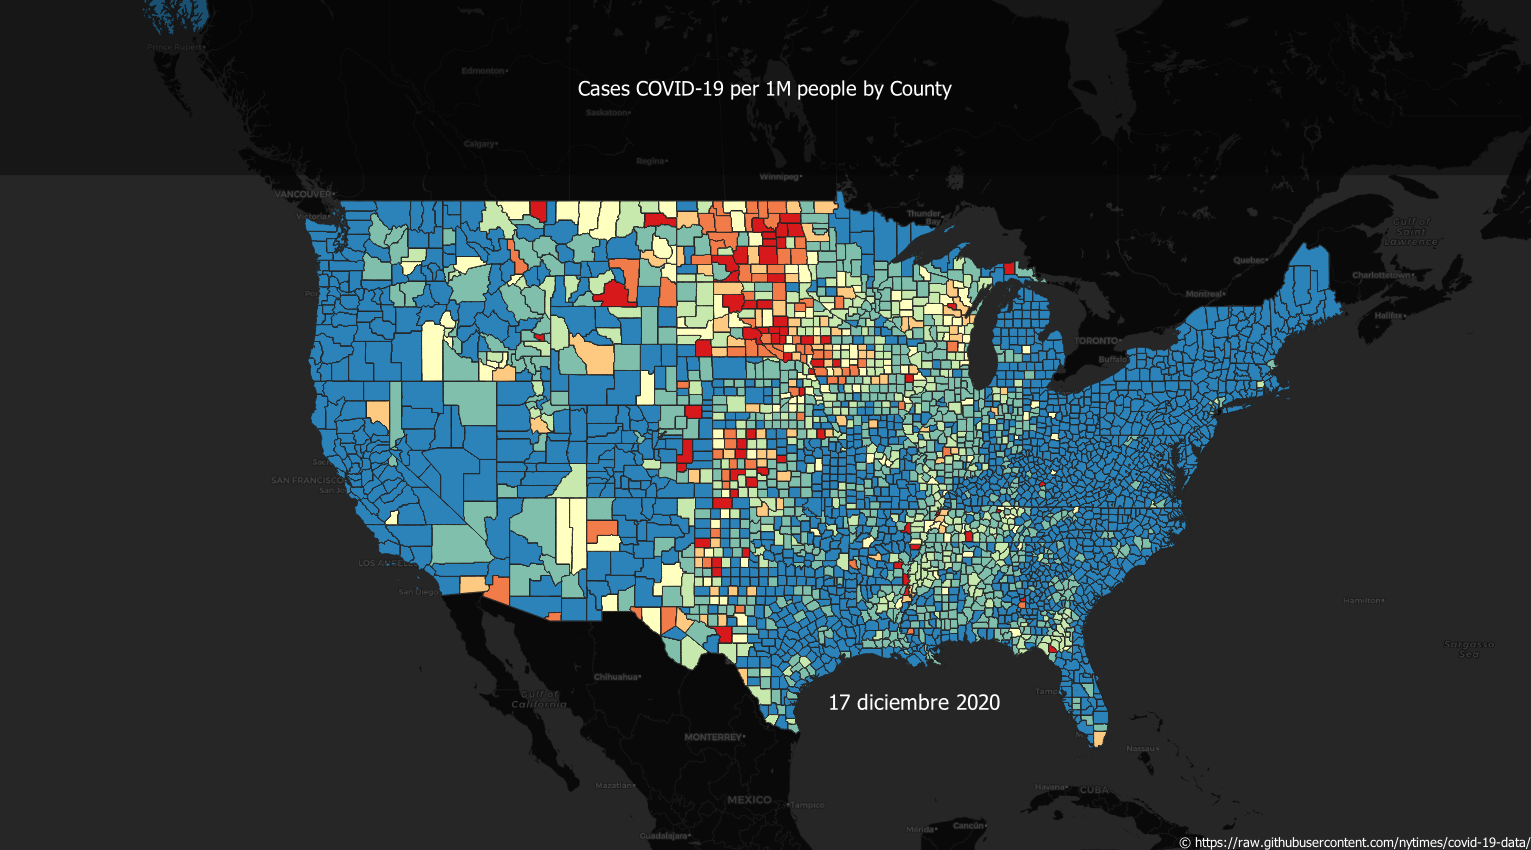 Prince Rupert
Edmonton
Cases COVID-19 per 1M people by County
Saskatoon
Calgary
Regina
Winnipeg
VANCOUVER
Victoria
Thunder
Bay
Gulf of
Saint
Lawrence
Quebec
Charlottetown
Montreal
Halifax
TORONTO
Buffalo
SAN FRANCISCO
San Jo
LOS ANGELE
San Diego
Hamilton
Sargasso
Sea
Chihuahua
Gulf of
California
Tamp
17 diciembre 2020
MONTERREY
Nassau
Mazatlan
Havana
CUBA
MEXICO
Tampico
Guadalajara
Mérida
Cancún
© https://raw.githubusercontent.com/nytimes/covid-19-data/